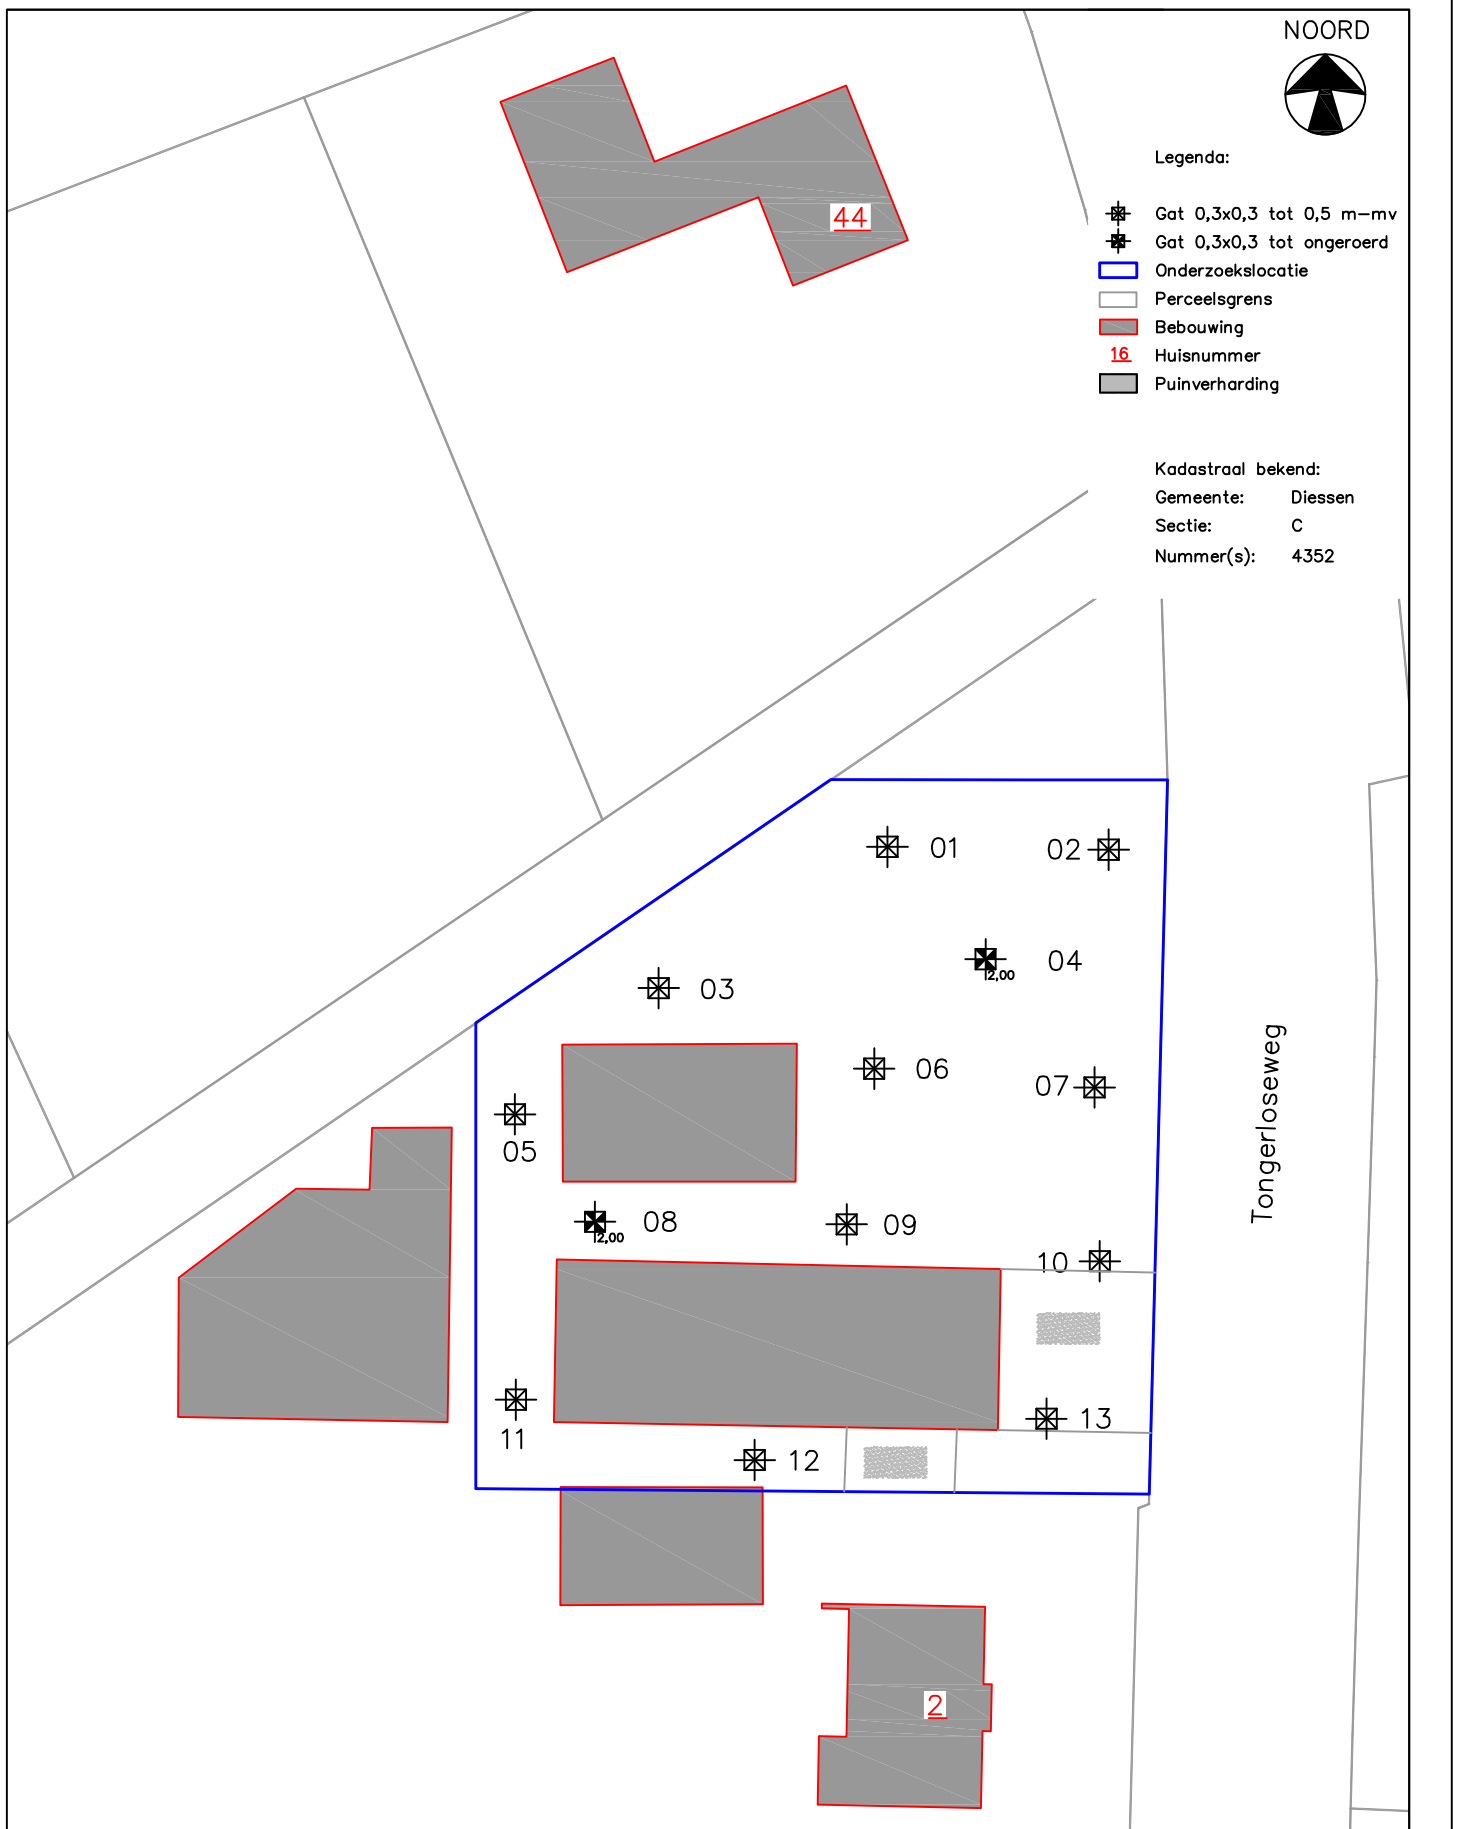 NOORD
Legenda:
Gat 0,3x0,3 tot 0,5 m-mv
Gat 0,3x0,3 tot ongeroerd
Onderzoekslocatie
Perceelsgrens
Bebouwing
16 Huisnummer
Puinverharding
Kadastraal bekend:
Gemeente: Diessen
Sectie: C
Nummer(s): 4352
44
01
02
03
04
2,00
05
06
07
08
2,00
09
10
11
12
13
Tongerloseweg
2